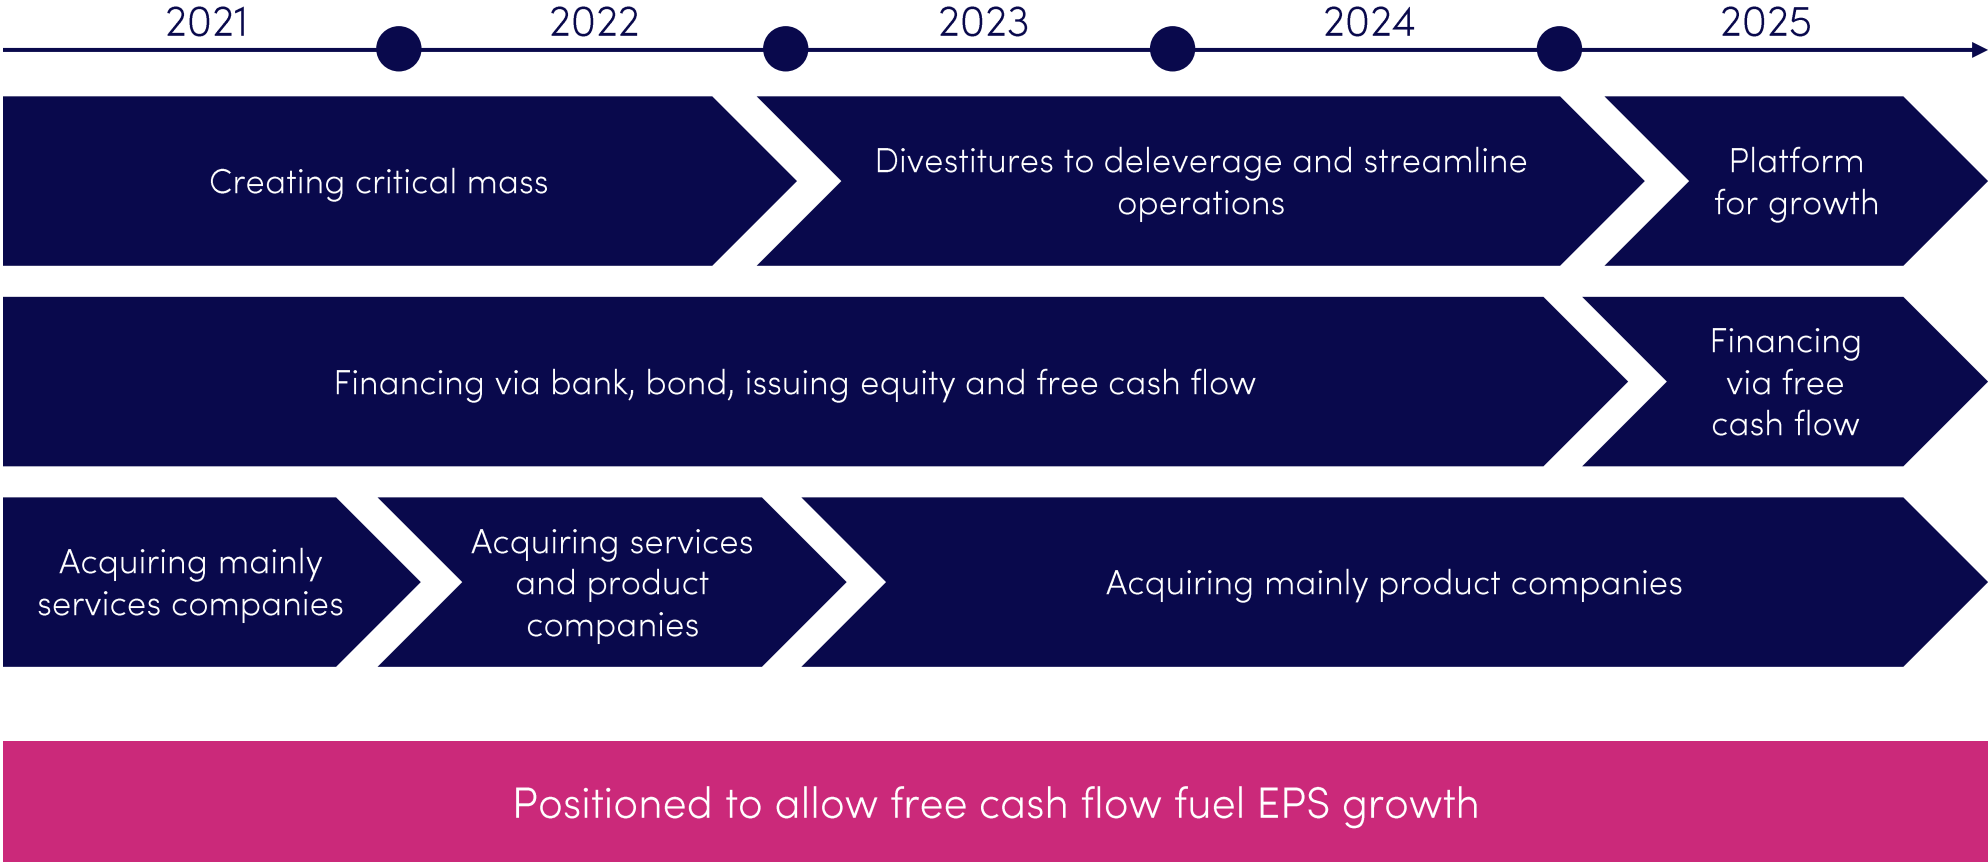 2021
2022
2023
2024
2025
Creating critical mass
Divestitures to deleverage and streamline
operations
Platform
for growth
Financing via bank, bond, issuing equity and free cash flow
Financing
via free
cash flow
Acquiring mainly
services companies
Acquiring services
and product
companies
Acquiring mainly product companies
Positioned to allow free cash flow fuel EPS growth